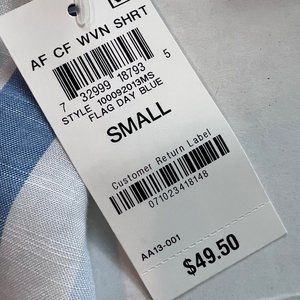 AF CF WVN SHRT
7 32999 18793 5
STYLE 100092013MS
FLAG DAY BLUE
SMALL
Customer Return Label
071023418148
AA13-001
$49.50